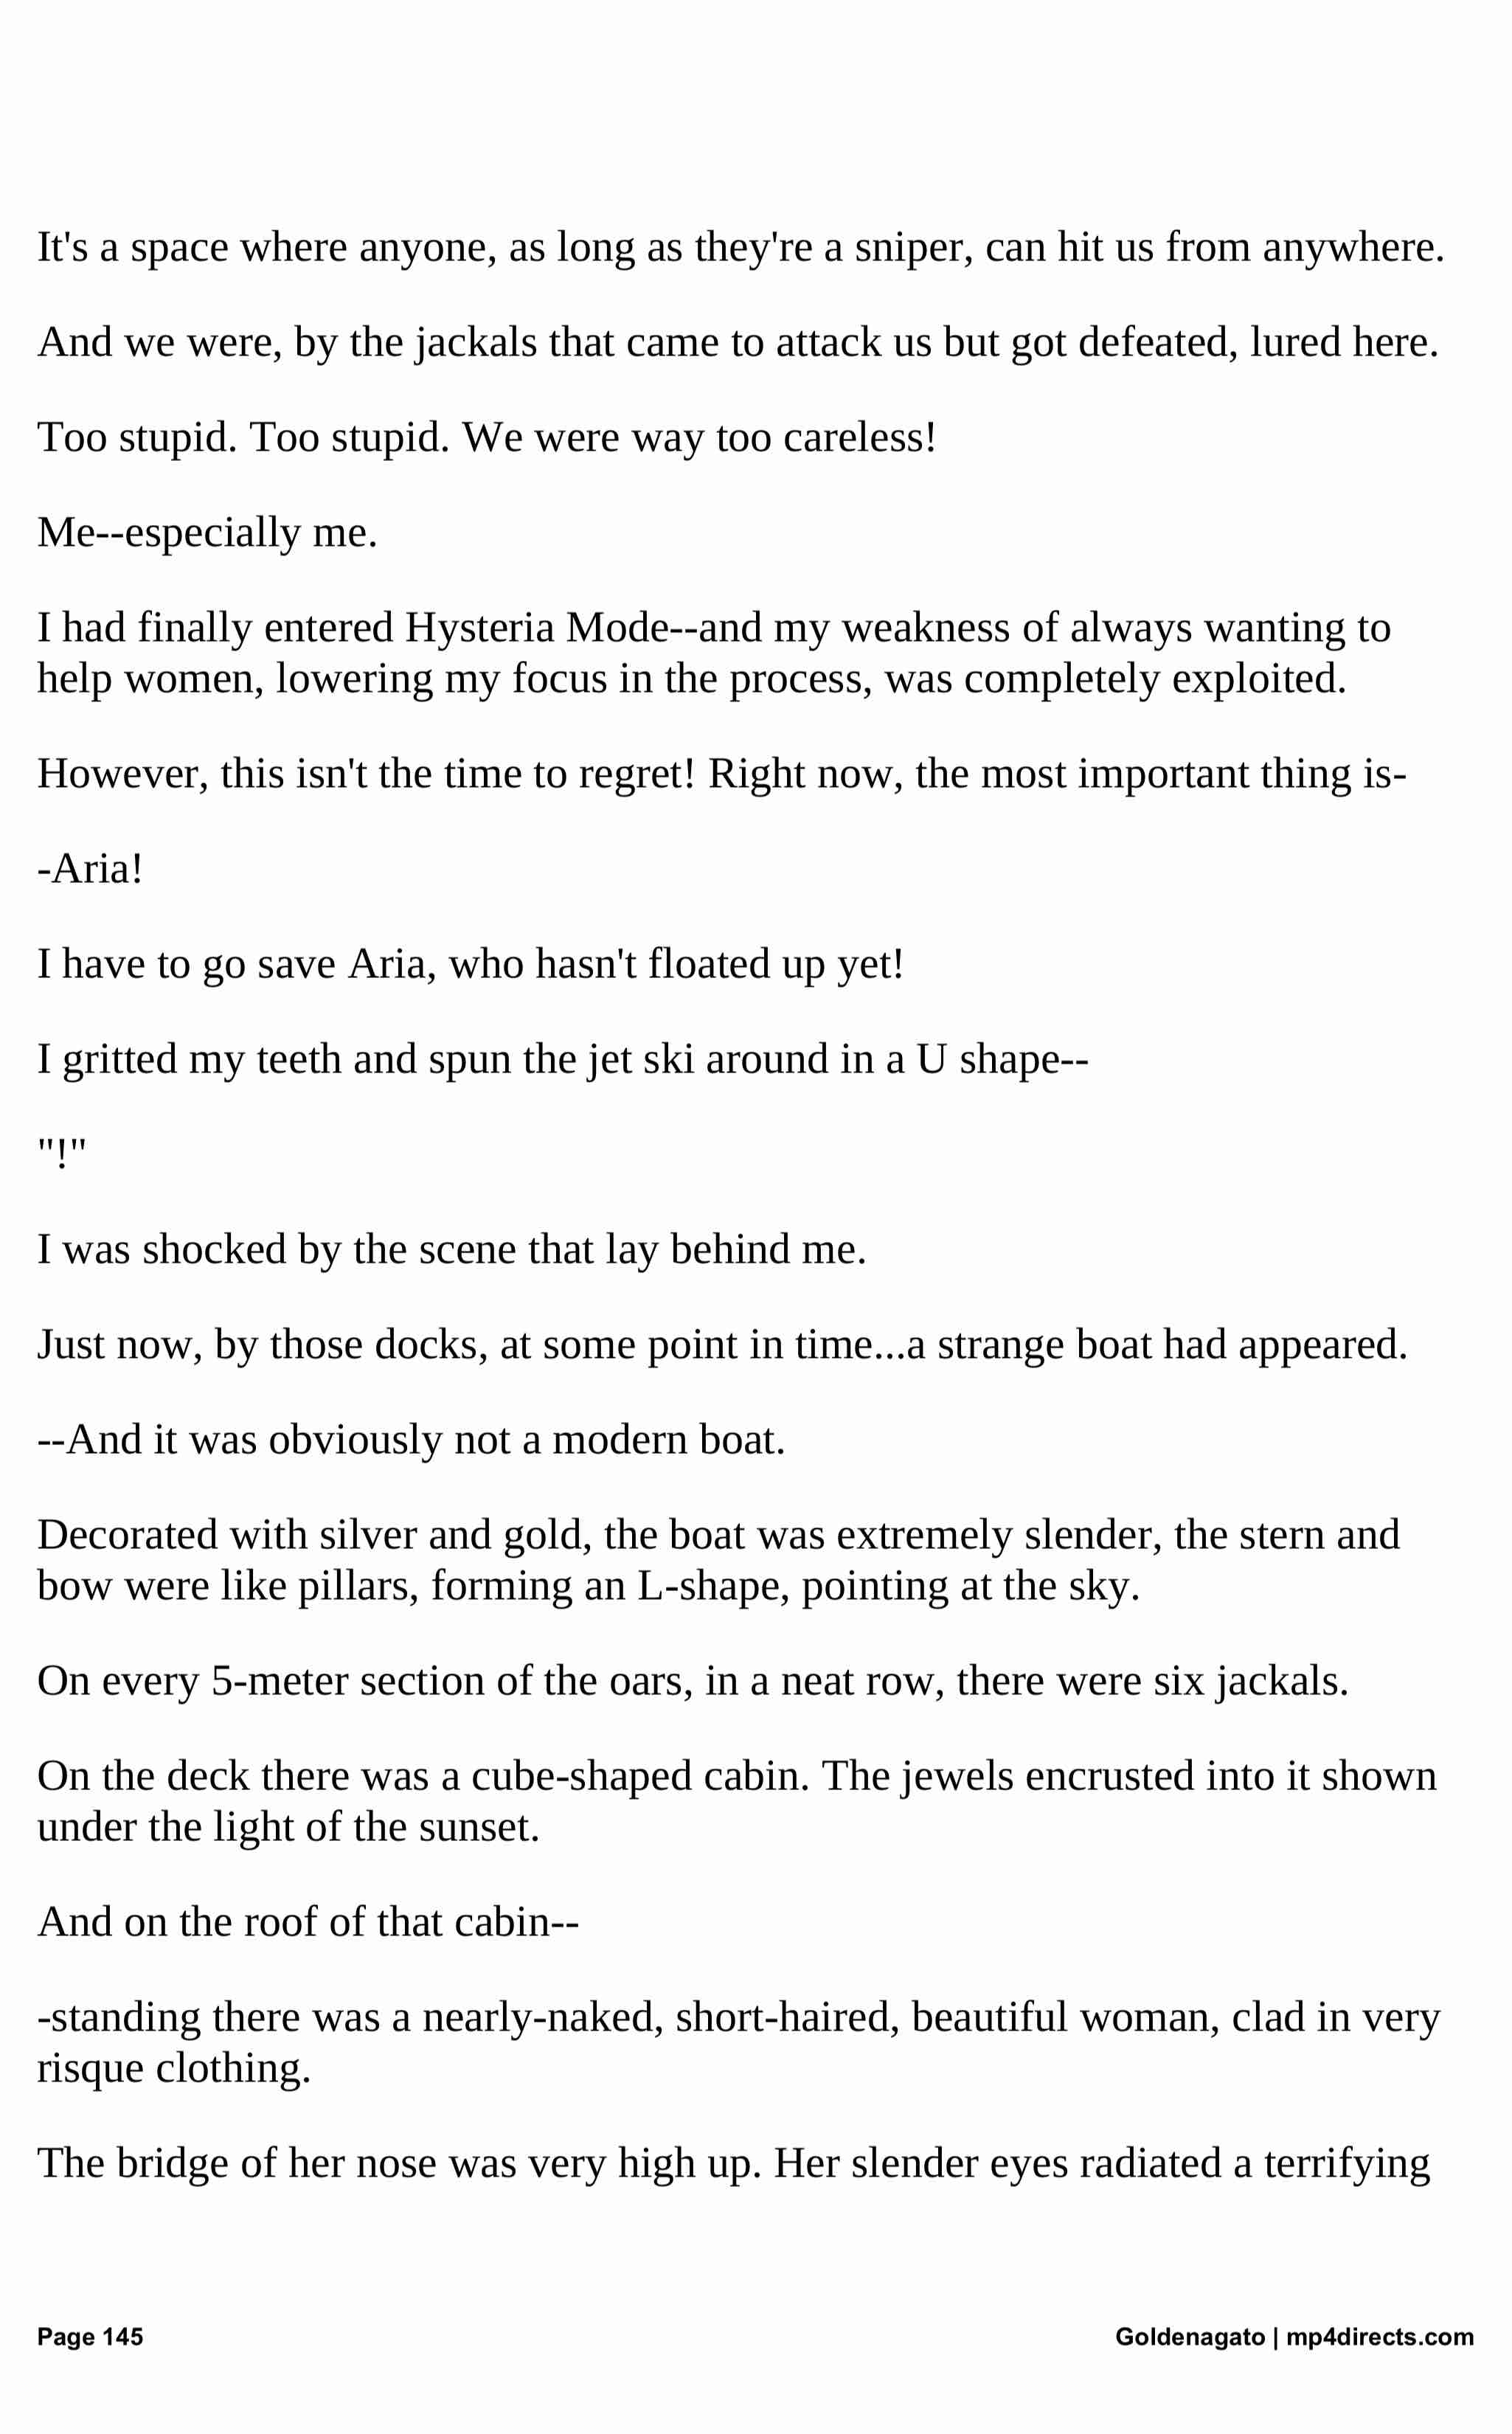 It's a space where anyone, as long as they're a sniper, can hit us from anywhere.
And we were, by the jackals that came to attack us but got defeated, lured here.
Too stupid. Too stupid. We were way too careless!
Me--especially me.
I had finally entered Hysteria Mode--and my weakness of always wanting to
help women, lowering my focus in the process, was completely exploited.
However, this isn't the time to regret! Right now, the most important thing is-
-Aria!
I have to go save Aria, who hasn't floated up yet!
I gritted my teeth and spun the jet ski around in a U shape--
"!"
I was shocked by the scene that lay behind me.
Just now, by those docks, at some point in time...a strange boat had appeared.
--And it was obviously not a modern boat.
Decorated with silver and gold, the boat was extremely slender, the stern and
bow were like pillars, forming an L-shape, pointing at the sky.
On every 5-meter section of the oars, in a neat row, there were six jackals.
On the deck there was a cube-shaped cabin. The jewels encrusted into it shown
under the light of the sunset.
And on the roof of that cabin--
-standing there was a nearly-naked, short-haired, beautiful woman, clad in very
risque clothing.
The bridge of her nose was very high up. Her slender eyes radiated a terrifying
Page 145
Goldenagato | mp4directs.com